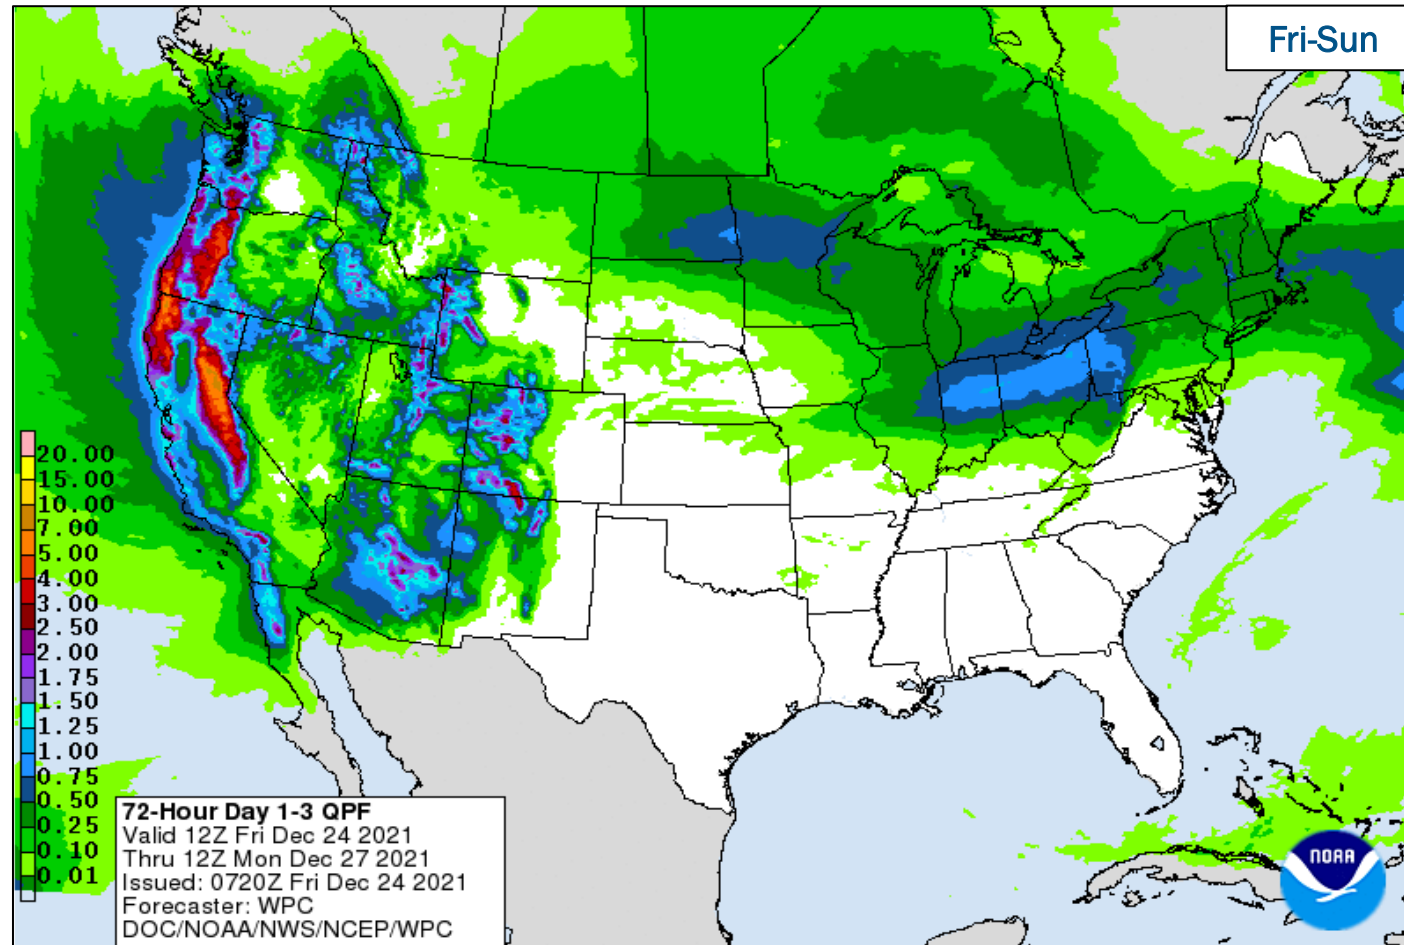 Fri-Sun
20.00
15.00
10.00
7.00
5.00
4.00
3.00
2.50
2.00
1.75
1.50
1.25
1.00
0.75
0.50
0.25
0.10
0.01
72-Hour Day 1-3 QPF
Valid 12Z Fri Dec 24 2021
Thru 12Z Mon Dec 27 2021
Issued: 0720Z Fri Dec 24 2021
Forecaster: WPC
DOC/NOAA/NWS/NCEP/WPC
NOAA